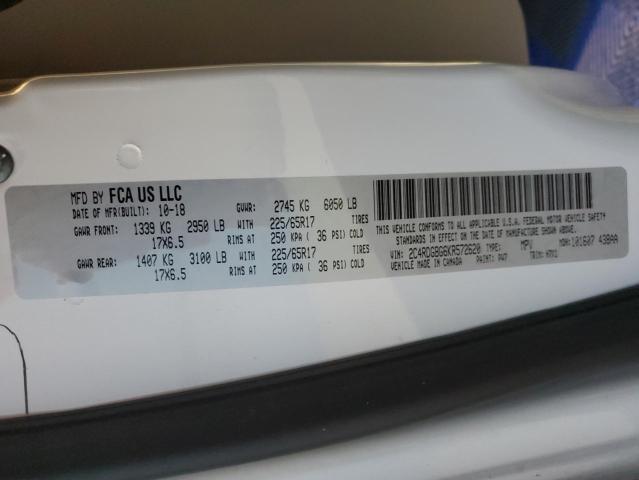 MFD BY FCA US LLC
DATE OF MFR(BUILT): 10-18 GVWR: 2745 KG 6050 LB
GAWR FRONT: 1339 KG 2950 LB WITH 225/65R17 TIRES
17X6.5 RIMS AT 250 KPA ( 36 PSI) COLD
GAWR REAR: 1407 KG 3100 LB WITH 225/65R17 TIRES
17X6.5 RIMS AT 250 KPA ( 36 PSI) COLD
THIS VEHICLE CONFORMS TO ALL APPLICABLE U.S.A. FEDERAL MOTOR VEHICLE SAFETY
STANDARDS IN EFFECT ON THE DATE OF MANUFACTURE SHOWN ABOVE.
VIN: 2C4RDGBG6KR572620 TYPE: MPV MDH: 101607 438AA
VEHICLE MADE IN CANADA PAINT: PW7 TRIM: